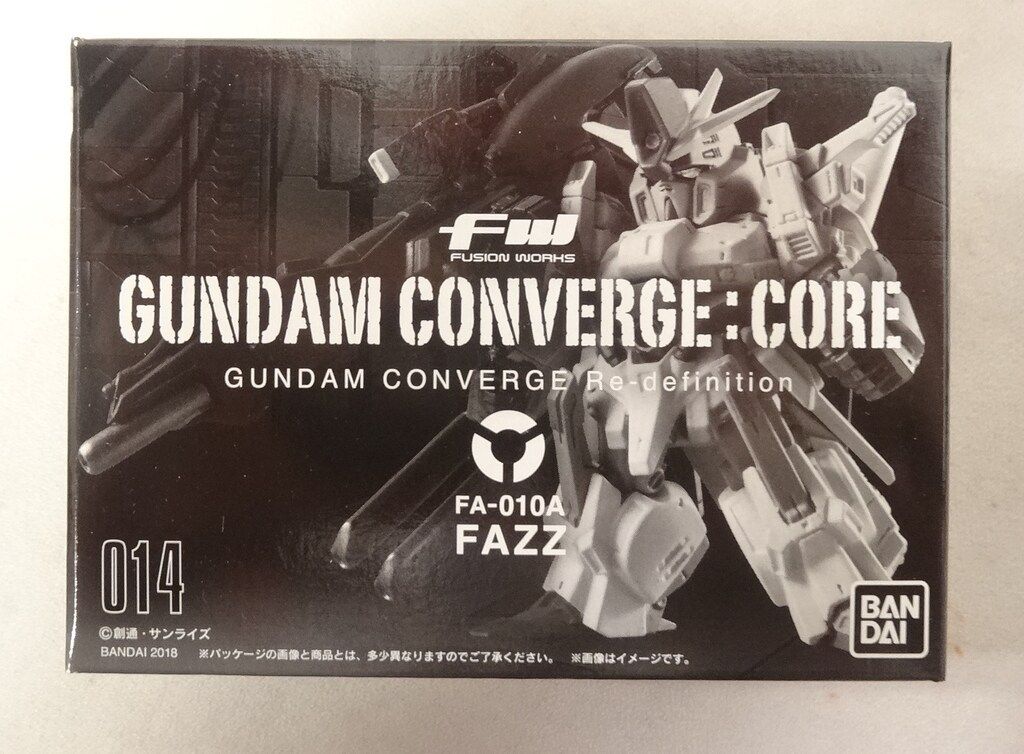 FW
FUSION WORKS
GUNDAM CONVERGE:CORE
GUNDAM CONVERGE Re-definition
FA-010A
FAZZ
014
©創通・サンライズ
BANDAI 2018 ※パッケージの画像と商品とは、多少異なりますのでご了承ください。 ※画像はイメージです。
BAN
DAI